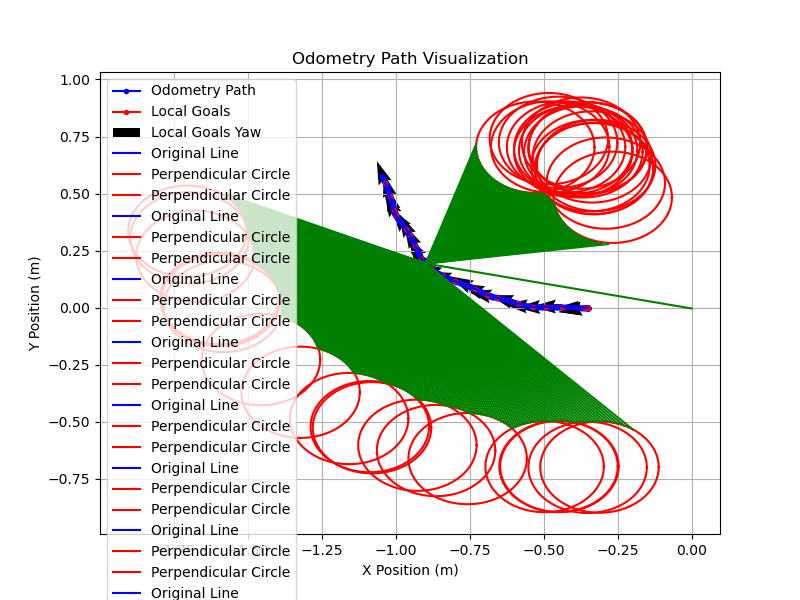 Odometry Path Visualization
1.00
0.75
0.50
0.25
0.00
−0.25
−0.50
−0.75
Y Position (m)
Odometry Path
Local Goals
Local Goals Yaw
Original Line
Perpendicular Circle
Perpendicular Circle
Original Line
Perpendicular Circle
Perpendicular Circle
Original Line
Perpendicular Circle
Perpendicular Circle
Original Line
Perpendicular Circle
Perpendicular Circle
Original Line
Perpendicular Circle
Perpendicular Circle
Original Line
Perpendicular Circle
Perpendicular Circle
Original Line
Perpendicular Circle
Perpendicular Circle
Original Line
−1.25
−1.00
−0.75
−0.50
−0.25
0.00
X Position (m)